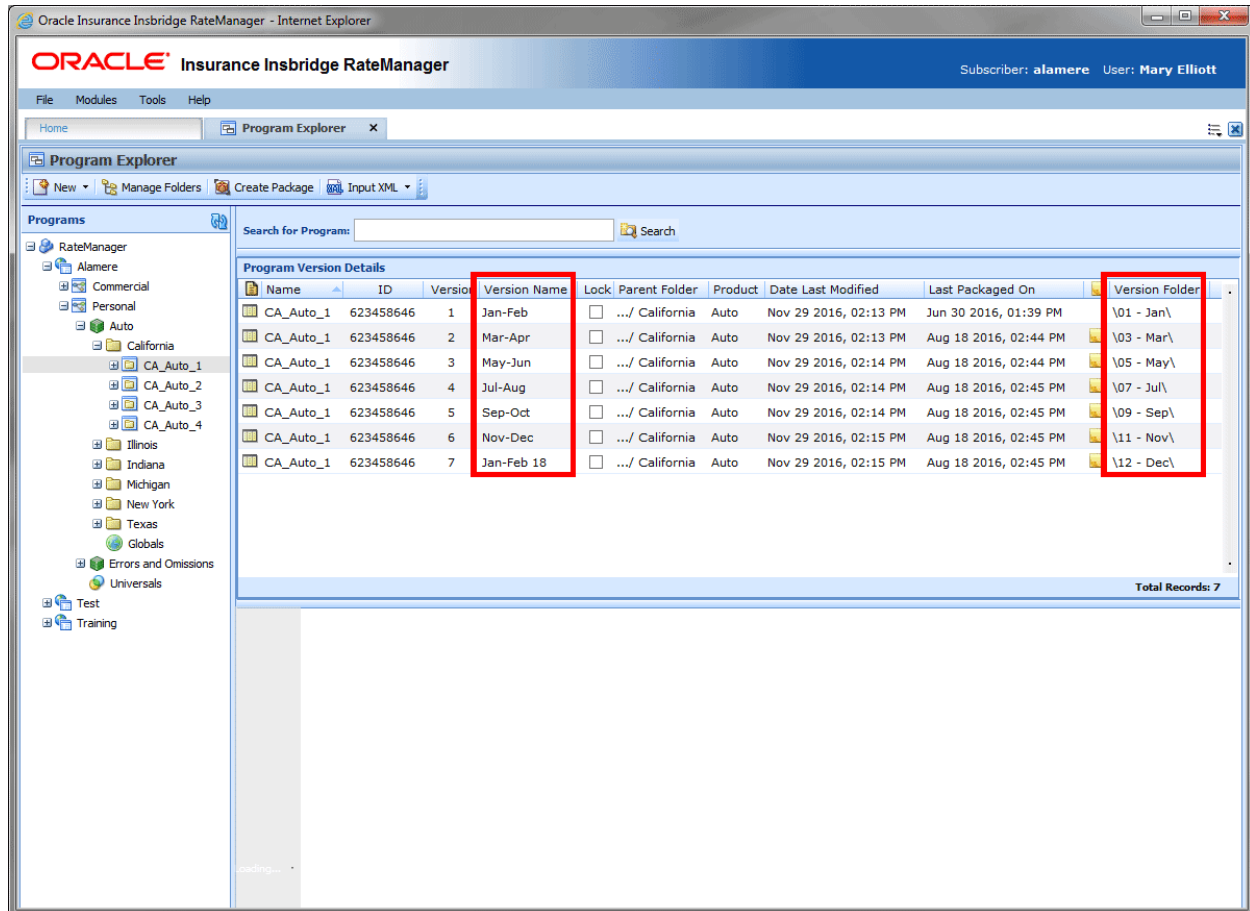 Oracle Insurance Insbridge RateManager - Internet Explorer
ORACLE Insurance Insbridge RateManager
Subscriber: alamere User: Mary Elliott
File Modules Tools Help
Home Program Explorer
Program Explorer
New Manage Folders Create Package Input XML
Programs
RateManager
Alamere
Commercial
Personal
Auto
California
CA_Auto_1
CA_Auto_2
CA_Auto_3
CA_Auto_4
Illinois
Indiana
Michigan
New York
Texas
Globals
Errors and Omissions
Universals
Test
Training
Search for Program: Search
Program Version Details
Name ID Version Version Name Lock Parent Folder Product Date Last Modified Last Packaged On Version Folder
CA_Auto_1 623458646 1 Jan-Feb .../ California Auto Nov 29 2016, 02:13 PM Jun 30 2016, 01:39 PM \01 - Jan\
CA_Auto_1 623458646 2 Mar-Apr .../ California Auto Nov 29 2016, 02:13 PM Aug 18 2016, 02:44 PM \03 - Mar\
CA_Auto_1 623458646 3 May-Jun .../ California Auto Nov 29 2016, 02:14 PM Aug 18 2016, 02:44 PM \05 - May\
CA_Auto_1 623458646 4 Jul-Aug .../ California Auto Nov 29 2016, 02:14 PM Aug 18 2016, 02:45 PM \07 - Jul\
CA_Auto_1 623458646 5 Sep-Oct .../ California Auto Nov 29 2016, 02:14 PM Aug 18 2016, 02:45 PM \09 - Sep\
CA_Auto_1 623458646 6 Nov-Dec .../ California Auto Nov 29 2016, 02:15 PM Aug 18 2016, 02:45 PM \11 - Nov\
CA_Auto_1 623458646 7 Jan-Feb 18 .../ California Auto Nov 29 2016, 02:15 PM Aug 18 2016, 02:45 PM \12 - Dec\
Total Records: 7
Loading...